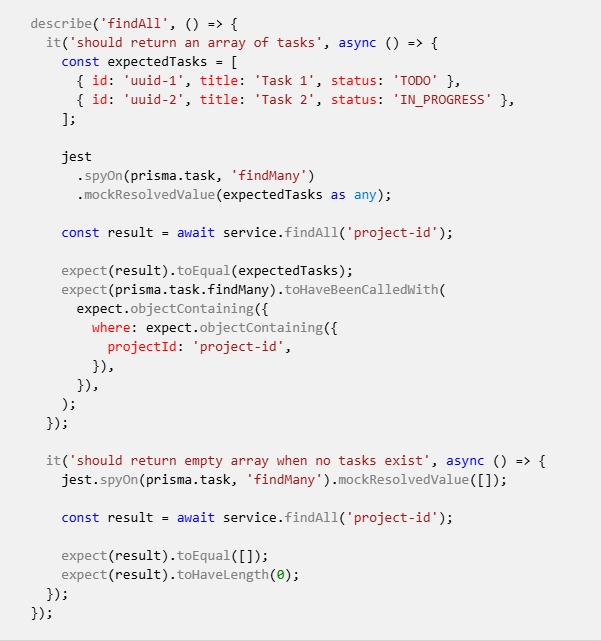 describe('findAll', () => {
  it('should return an array of tasks', async () => {
    const expectedTasks = [
      { id: 'uuid-1', title: 'Task 1', status: 'TODO' },
      { id: 'uuid-2', title: 'Task 2', status: 'IN_PROGRESS' },
    ];

    jest
      .spyOn(prisma.task, 'findMany')
      .mockResolvedValue(expectedTasks as any);

    const result = await service.findAll('project-id');

    expect(result).toEqual(expectedTasks);
    expect(prisma.task.findMany).toHaveBeenCalledWith(
      expect.objectContaining({
        where: expect.objectContaining({
          projectId: 'project-id',
        }),
      }),
    );
  });

  it('should return empty array when no tasks exist', async () => {
    jest.spyOn(prisma.task, 'findMany').mockResolvedValue([]);

    const result = await service.findAll('project-id');

    expect(result).toEqual([]);
    expect(result).toHaveLength(0);
  });
});